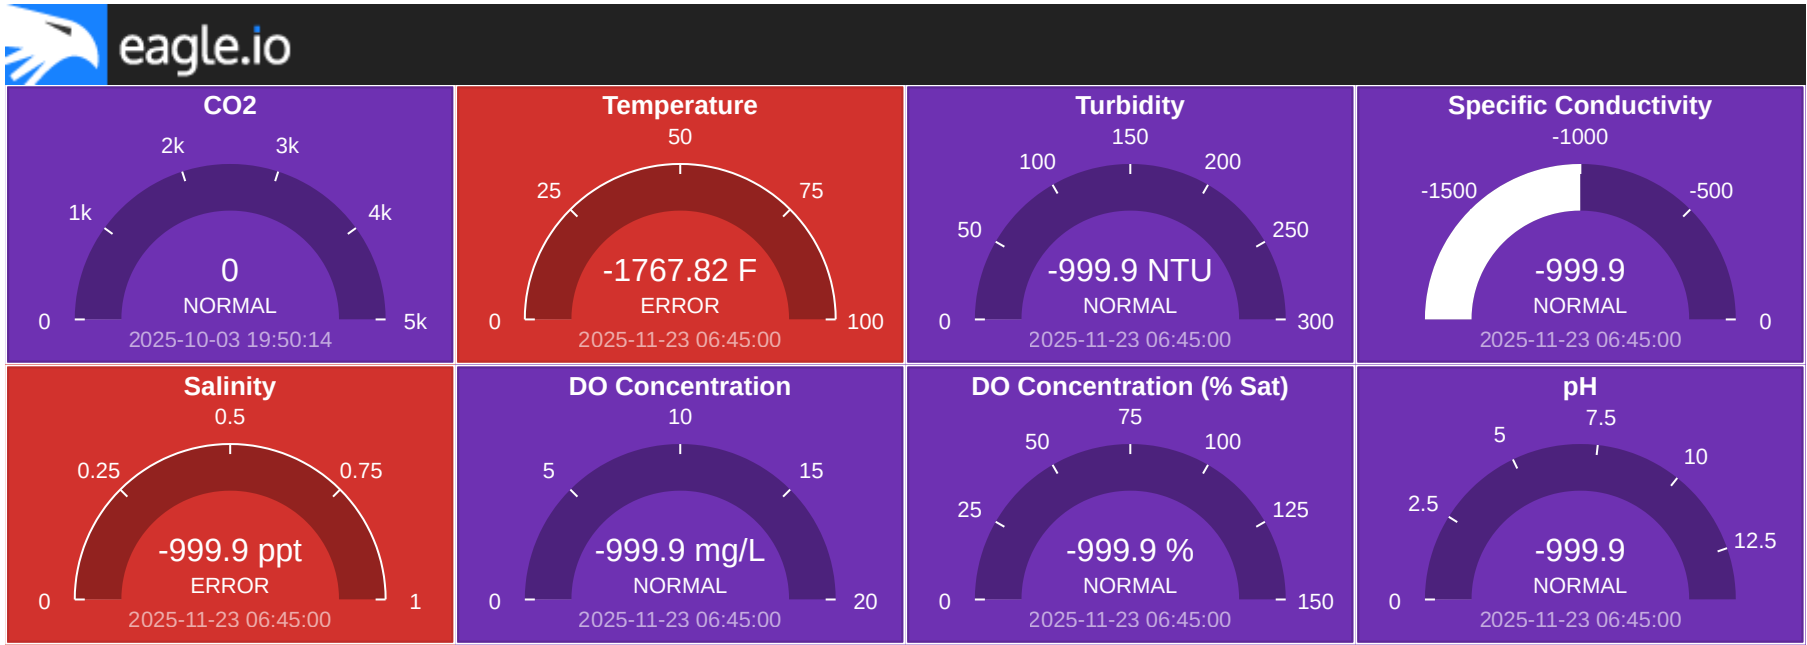 eagle.io
CO2
2k
3k
1k
4k
0
NORMAL
0
5k
2025-10-03 19:50:14
Temperature
50
25
75
-1767.82 F
ERROR
0
100
2025-11-23 06:45:00
Turbidity
150
100
200
50
250
-999.9 NTU
NORMAL
0
300
2025-11-23 06:45:00
Specific Conductivity
-1000
-1500
-500
-999.9
NORMAL
0
2025-11-23 06:45:00
Salinity
0.5
0.25
0.75
-999.9 ppt
ERROR
0
1
2025-11-23 06:45:00
DO Concentration
10
5
15
-999.9 mg/L
NORMAL
0
20
2025-11-23 06:45:00
DO Concentration (% Sat)
75
50
100
25
125
-999.9 %
NORMAL
0
150
2025-11-23 06:45:00
pH
7.5
5
10
2.5
12.5
-999.9
NORMAL
0
2025-11-23 06:45:00